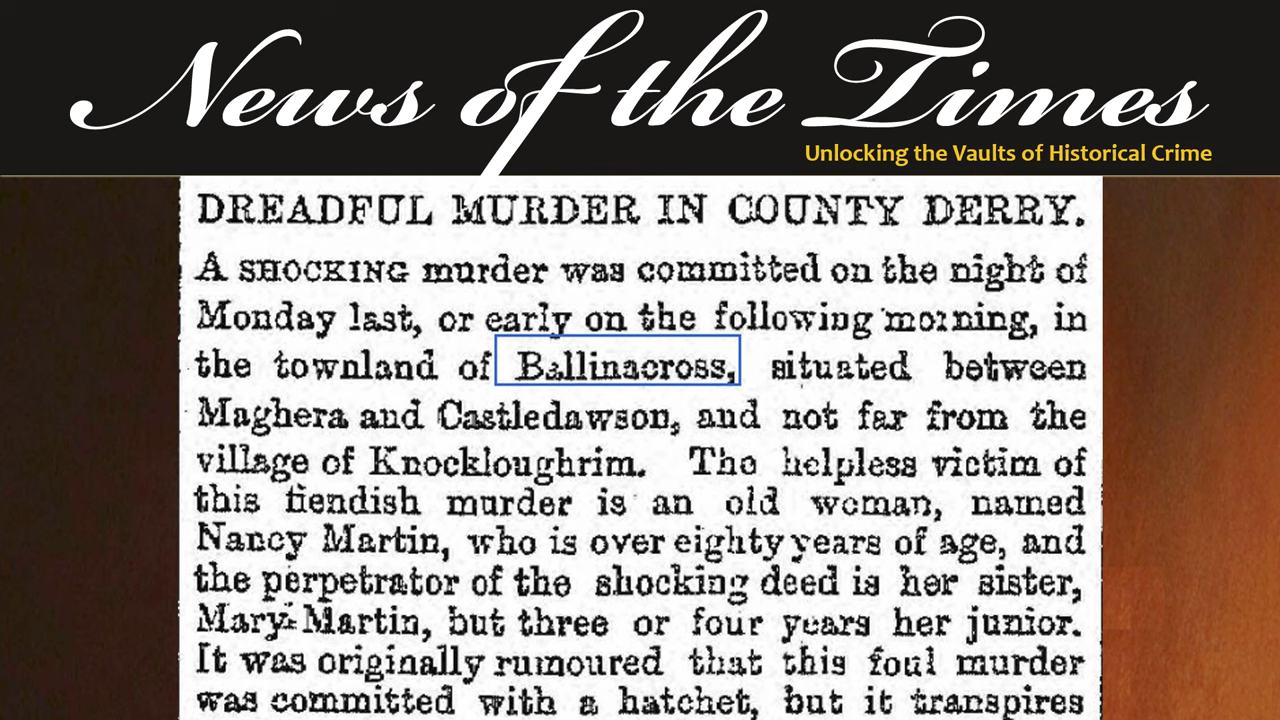 News of the Times
Unlocking the Vaults of Historical Crime
DREADFUL MURDER IN COUNTY DERRY.
A SHOCKING murder was committed on the night of
Monday last, or early on the following morning, in
the townland of Ballinacross, situated between
Maghera and Castledawson, and not far from the
village of Knockloughrim. The helpless victim of
this fiendish murder is an old woman, named
Nancy Martin, who is over eighty years of age, and
the perpetrator of the shocking deed is her sister,
Mary Martin, but three or four years her junior.
It was originally rumoured that this foul murder
was committed with a hatchet, but it transpires